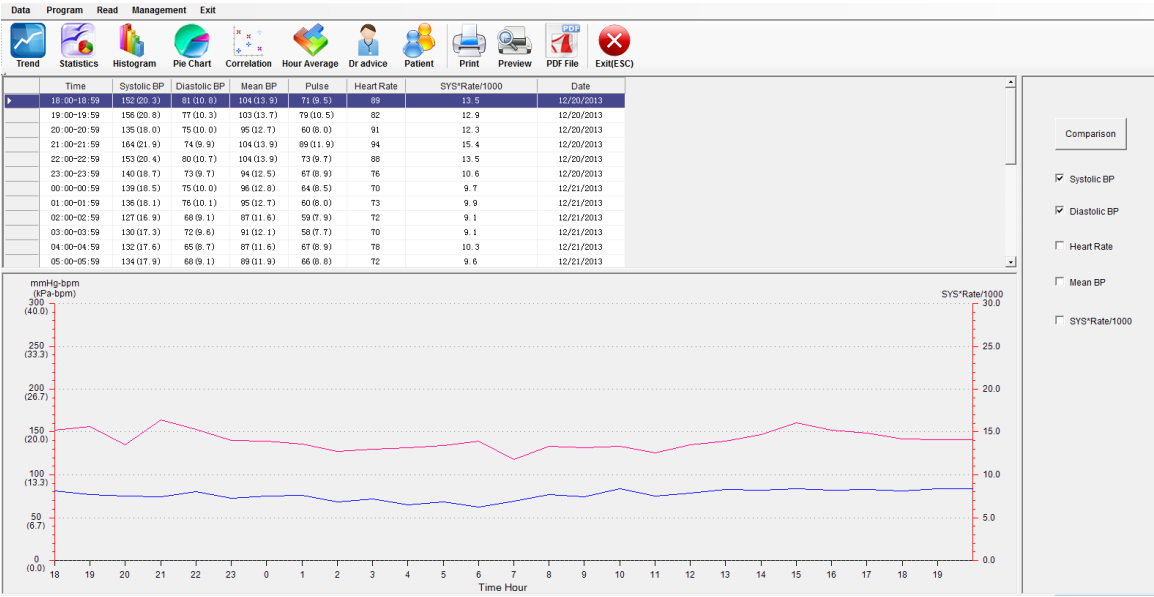 Data Program Read Management Exit
Trend Statistics Histogram Pie Chart Correlation Hour Average Dr advice Patient Print Preview PDF File Exit(ESC)
PDF
Time Systolic BP Diastolic BP Mean BP Pulse Heart Rate SYS*Rate/1000 Date
18:00-18:59 152 (20.3) 81 (10.8) 104 (13.9) 71 (9.5) 89 13.5 12/20/2013
19:00-19:59 156 (20.8) 77 (10.3) 103 (13.7) 79 (10.5) 82 12.9 12/20/2013
20:00-20:59 135 (18.0) 75 (10.0) 95 (12.7) 60 (8.0) 91 12.3 12/20/2013
21:00-21:59 164 (21.9) 74 (9.9) 104 (13.9) 89 (11.9) 94 15.4 12/20/2013
22:00-22:59 153 (20.4) 80 (10.7) 104 (13.9) 73 (9.7) 88 13.5 12/20/2013
23:00-23:59 140 (18.7) 73 (9.7) 94 (12.5) 67 (8.9) 76 10.6 12/20/2013
00:00-00:59 139 (18.5) 75 (10.0) 96 (12.8) 64 (8.5) 70 9.7 12/21/2013
01:00-01:59 136 (18.1) 76 (10.1) 95 (12.7) 60 (8.0) 73 9.9 12/21/2013
02:00-02:59 127 (16.9) 68 (9.1) 87 (11.6) 59 (7.9) 72 9.1 12/21/2013
03:00-03:59 130 (17.3) 72 (9.6) 91 (12.1) 58 (7.7) 70 9.1 12/21/2013
04:00-04:59 132 (17.6) 65 (8.7) 87 (11.6) 67 (8.9) 78 10.3 12/21/2013
05:00-05:59 134 (17.9) 68 (9.1) 89 (11.9) 66 (8.8) 72 9.6 12/21/2013
Comparison
Systolic BP
Diastolic BP
Heart Rate
Mean BP
SYS*Rate/1000
mmHg-bpm
(kPa-bpm)
SYS*Rate/1000
300 30.0
(40.0)
250 25.0
(33.3)
200 20.0
(26.7)
150 15.0
(20.0)
100 10.0
(13.3)
50 5.0
(6.7)
0 0.0
(0.0)
18 19 20 21 22 23 0 1 2 3 4 5 6 7 8 9 10 11 12 13 14 15 16 17 18 19
Time Hour